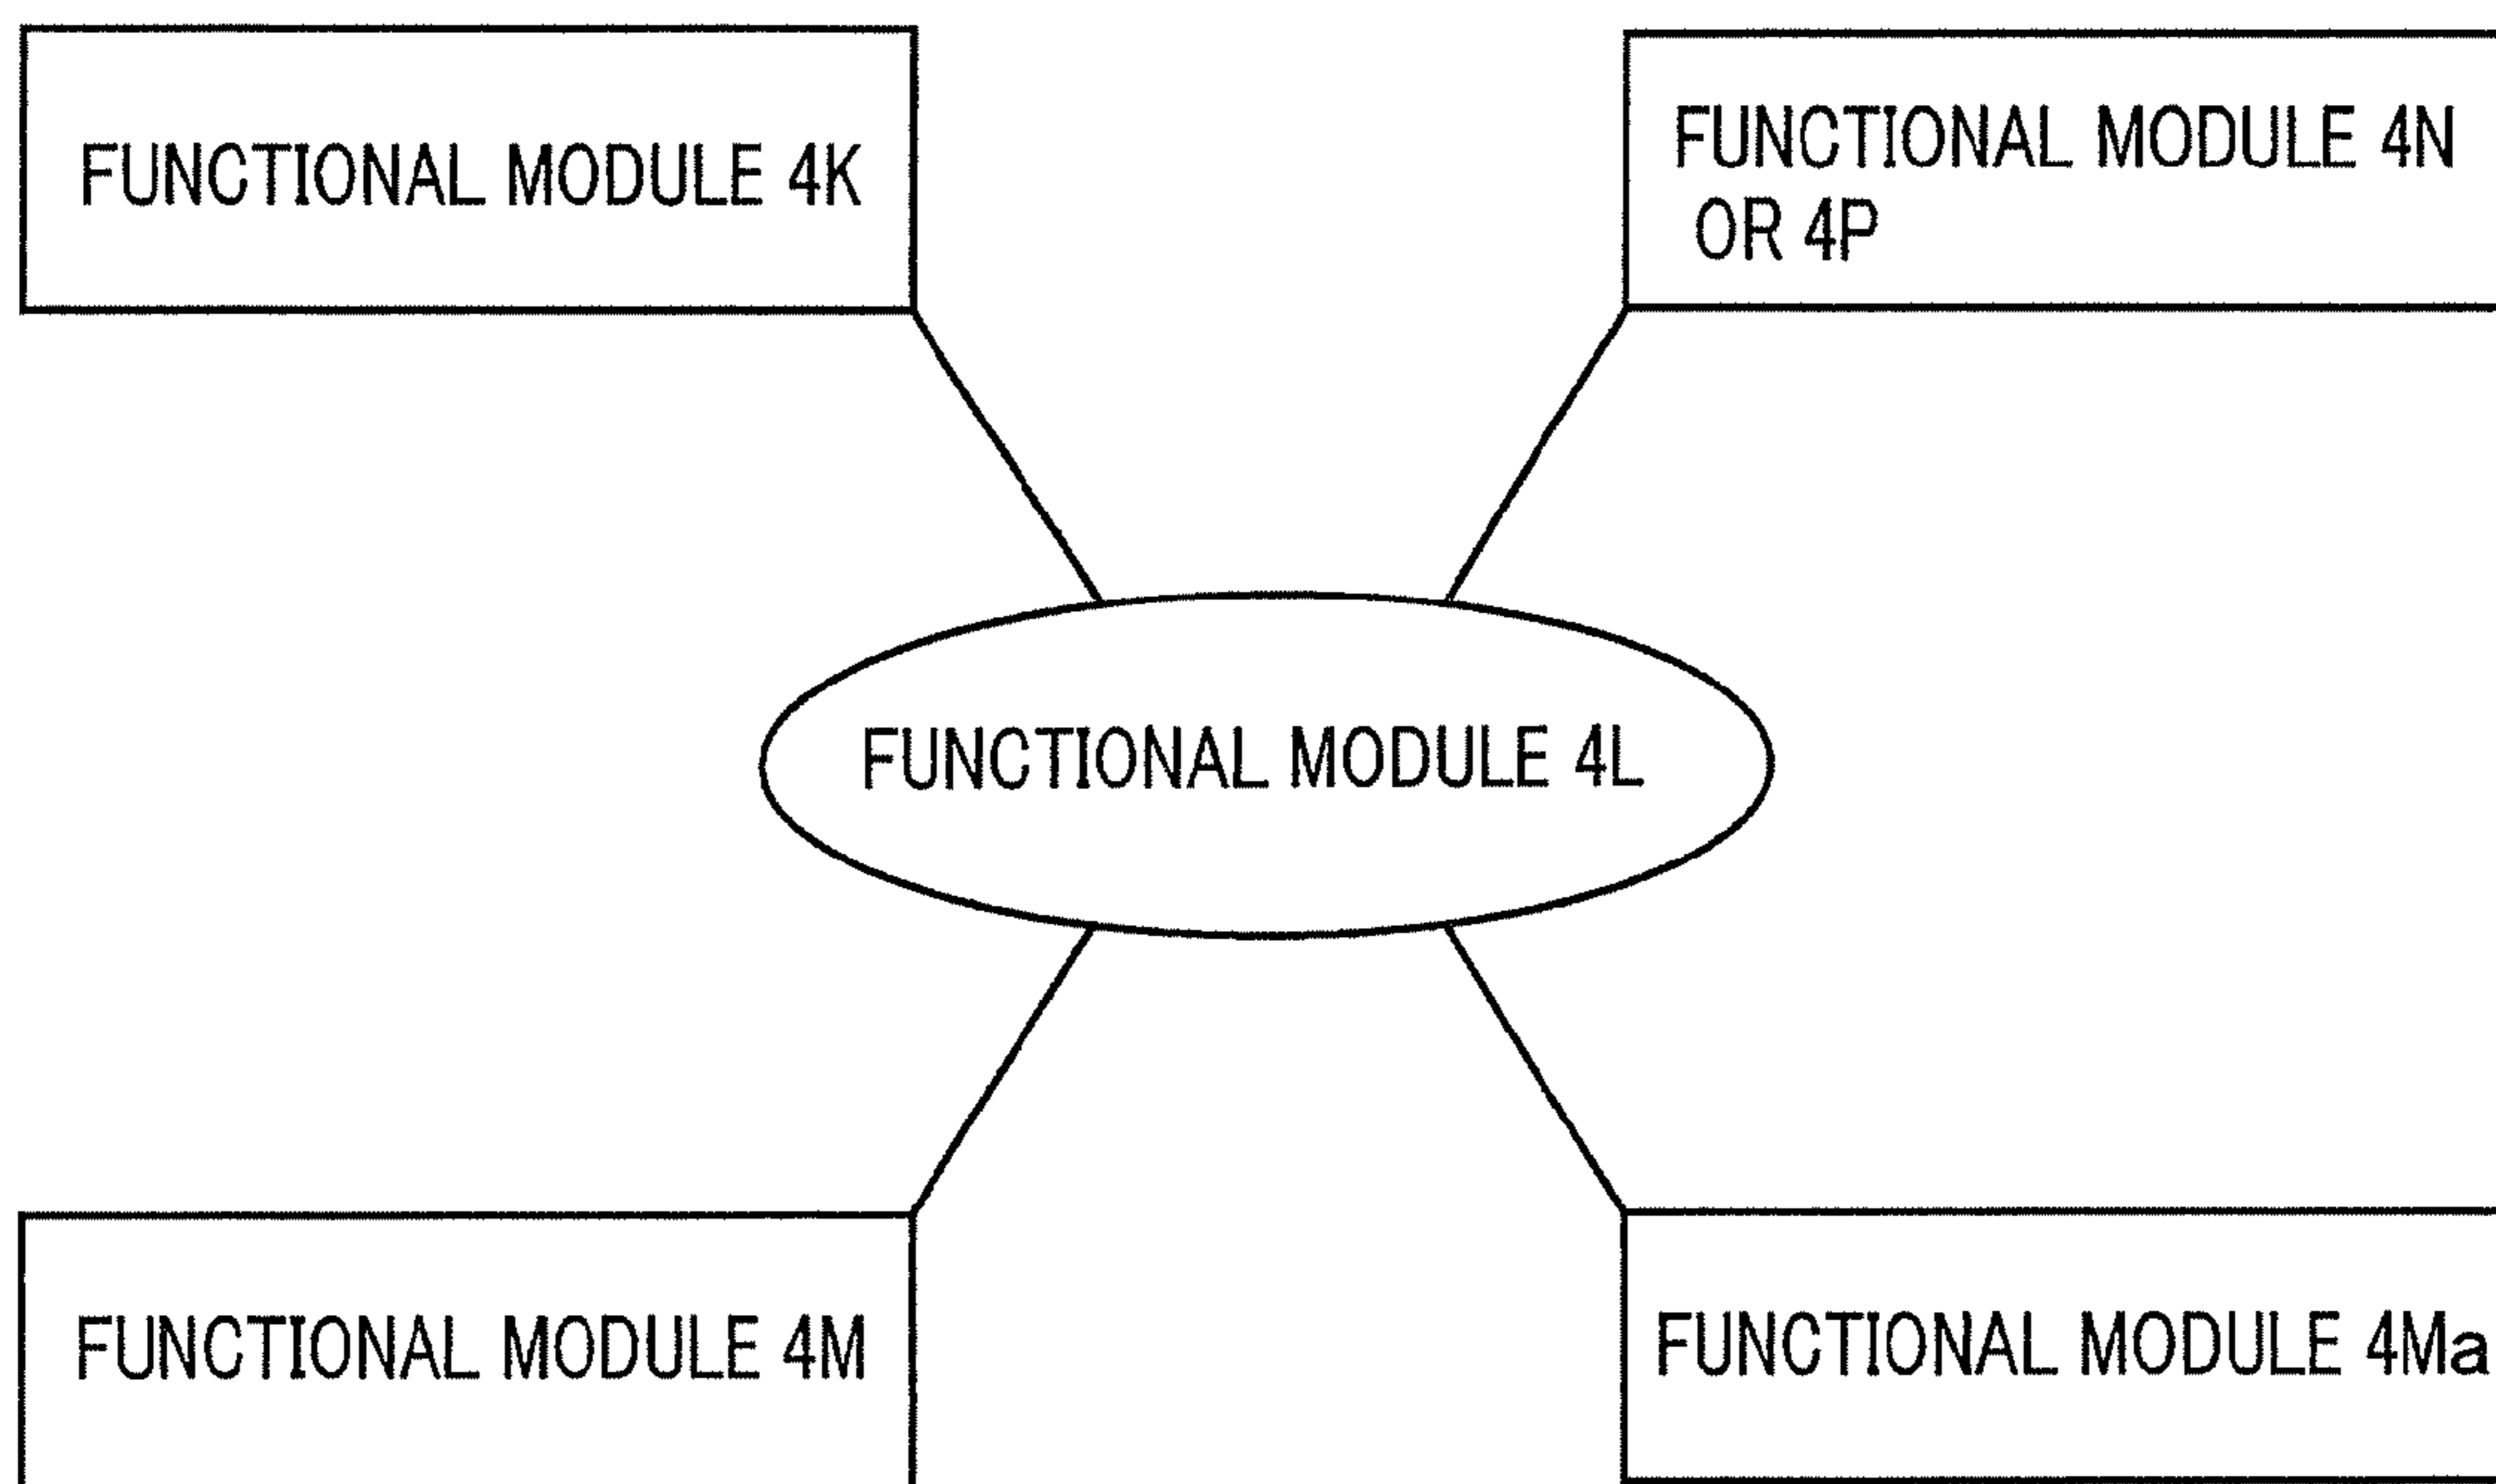 FUNCTIONAL MODULE 4K
FUNCTIONAL MODULE 4N
OR 4P
FUNCTIONAL MODULE 4L
FUNCTIONAL MODULE 4M
FUNCTIONAL MODULE 4Ma